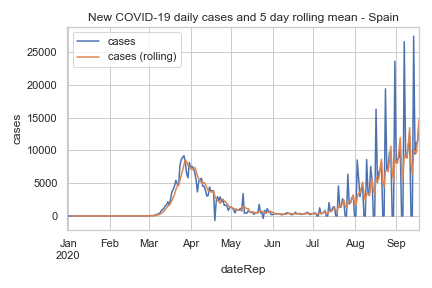 New COVID-19 daily cases and 5 day rolling mean - Spain
cases
cases (rolling)
25000
20000
15000
10000
5000
0
cases
Jan Feb Mar Apr May Jun Jul Aug Sep
2020
dateRep